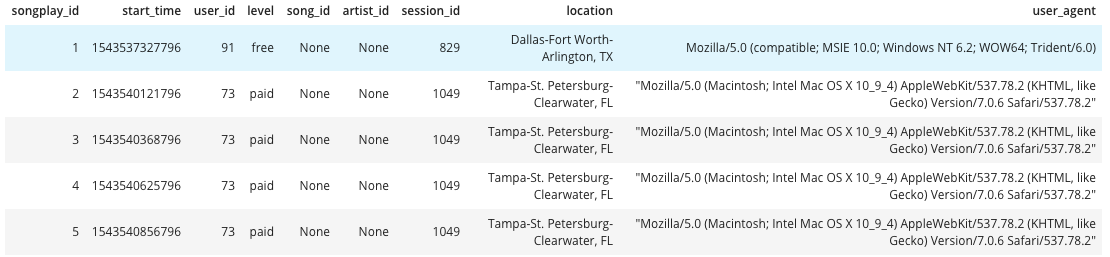 songplay_id start_time user_id level song_id artist_id session_id location user_agent
1 1543537327796 91 free None None 829 Dallas-Fort Worth-
Arlington, TX Mozilla/5.0 (compatible; MSIE 10.0; Windows NT 6.2; WOW64; Trident/6.0)
2 1543540121796 73 paid None None 1049 Tampa-St. Petersburg-
Clearwater, FL "Mozilla/5.0 (Macintosh; Intel Mac OS X 10_9_4) AppleWebKit/537.78.2 (KHTML, like
Gecko) Version/7.0.6 Safari/537.78.2"
3 1543540368796 73 paid None None 1049 Tampa-St. Petersburg-
Clearwater, FL "Mozilla/5.0 (Macintosh; Intel Mac OS X 10_9_4) AppleWebKit/537.78.2 (KHTML, like
Gecko) Version/7.0.6 Safari/537.78.2"
4 1543540625796 73 paid None None 1049 Tampa-St. Petersburg-
Clearwater, FL "Mozilla/5.0 (Macintosh; Intel Mac OS X 10_9_4) AppleWebKit/537.78.2 (KHTML, like
Gecko) Version/7.0.6 Safari/537.78.2"
5 1543540856796 73 paid None None 1049 Tampa-St. Petersburg-
Clearwater, FL "Mozilla/5.0 (Macintosh; Intel Mac OS X 10_9_4) AppleWebKit/537.78.2 (KHTML, like
Gecko) Version/7.0.6 Safari/537.78.2"